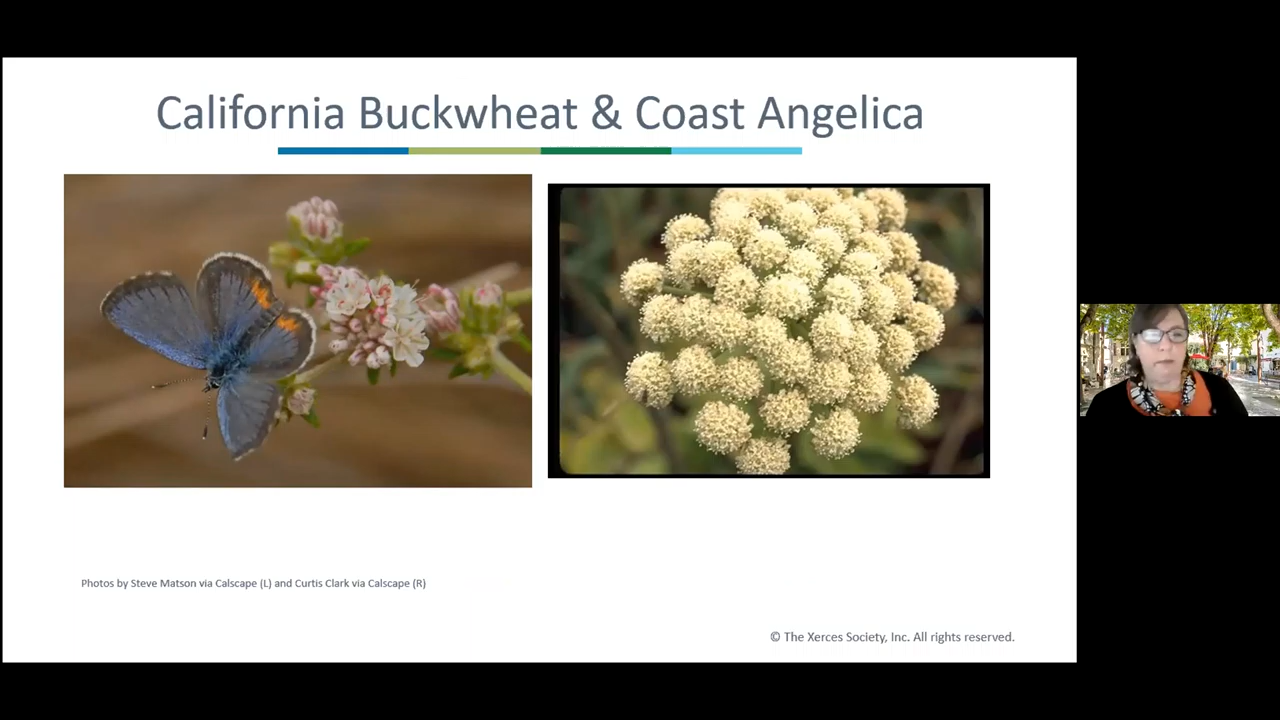 California Buckwheat & Coast Angelica
Photos by Steve Matson via Calscape (L) and Curtis Clark via Calscape (R)
© The Xerces Society, Inc. All rights reserved.